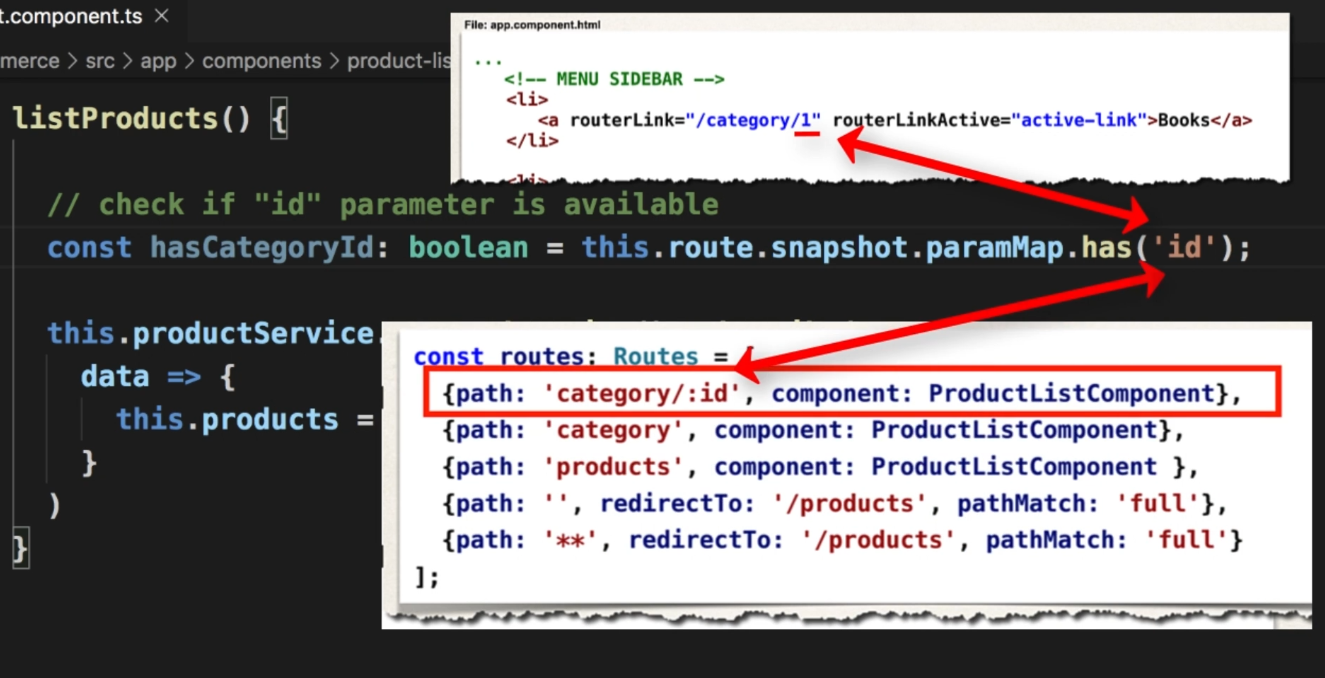 t.component.ts ×
merce > src > app > components > product-lis
File: app.component.html
...
<!-- MENU SIDEBAR -->
<li>
<a routerLink="/category/1" routerLinkActive="active-link">Books</a>
</li>
<li>
listProducts() {
// check if "id" parameter is available
const hasCategoryId: boolean = this.route.snapshot.paramMap.has('id');
this.productService.
data => {
this.products =
}
)
}
const routes: Routes = [
{path: 'category/:id', component: ProductListComponent},
{path: 'category', component: ProductListComponent},
{path: 'products', component: ProductListComponent },
{path: '', redirectTo: '/products', pathMatch: 'full'},
{path: '**', redirectTo: '/products', pathMatch: 'full'}
];